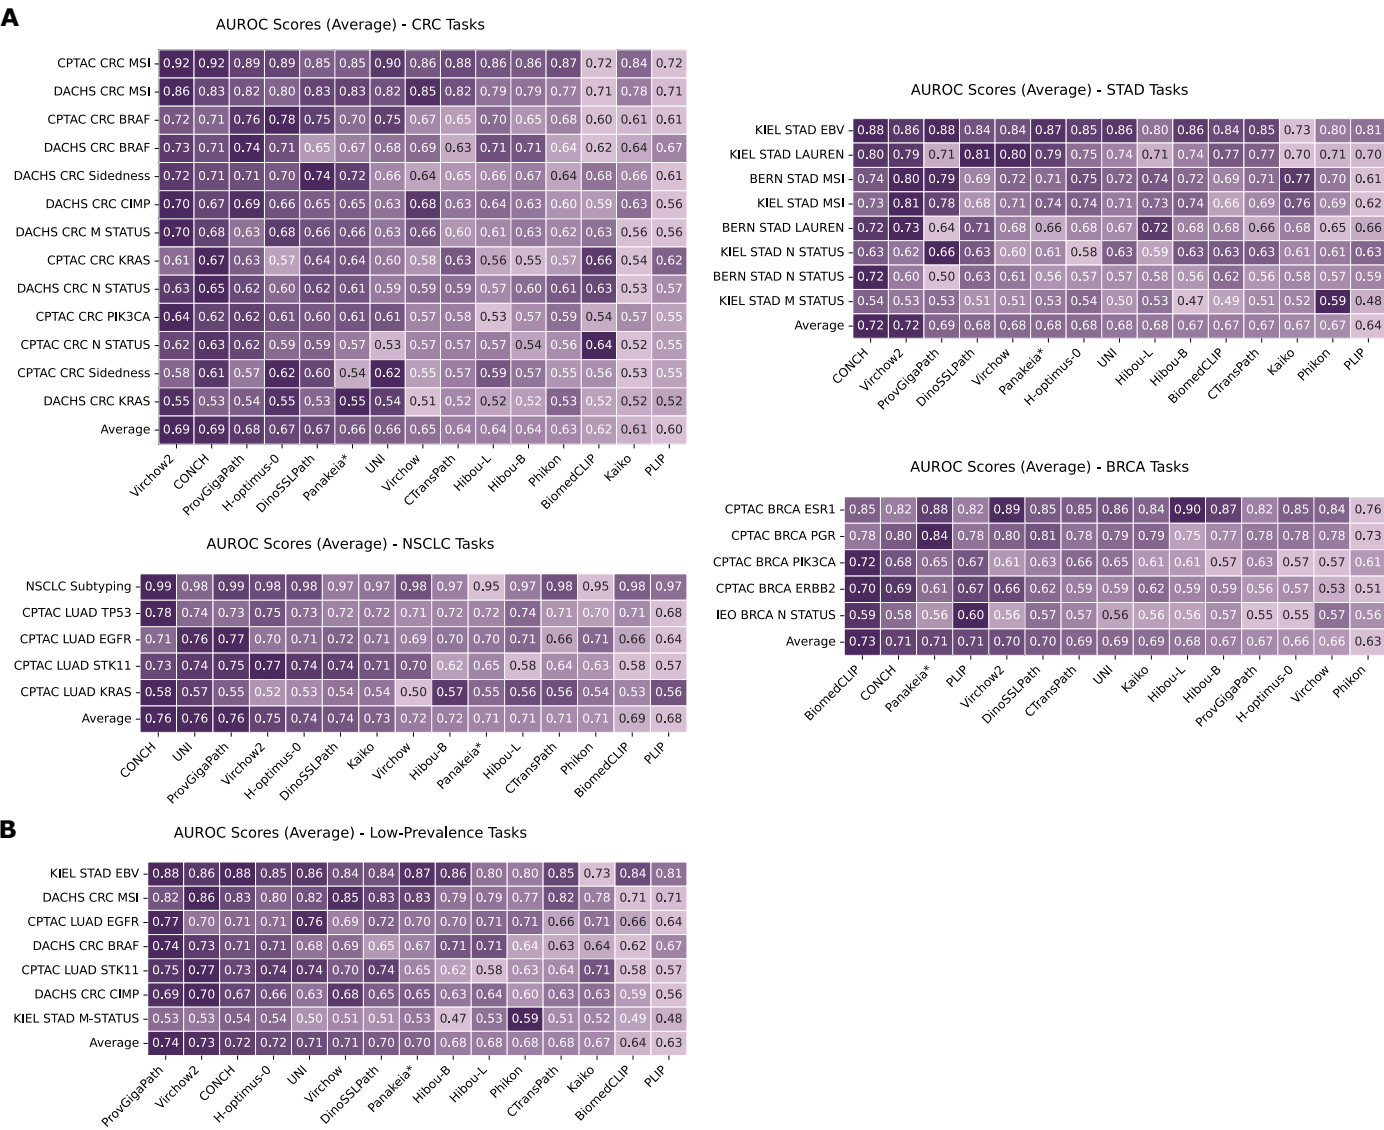 A
AUROC Scores (Average) - CRC Tasks
CPTAC CRC MSI 0.92 0.92 0.89 0.89 0.85 0.85 0.90 0.86 0.88 0.86 0.86 0.87 0.72 0.84 0.72
DACHS CRC MSI 0.86 0.83 0.82 0.80 0.83 0.83 0.82 0.85 0.82 0.79 0.79 0.77 0.71 0.78 0.71
CPTAC CRC BRAF 0.72 0.71 0.76 0.78 0.75 0.70 0.75 0.67 0.65 0.70 0.65 0.68 0.60 0.61 0.61
DACHS CRC BRAF 0.73 0.71 0.74 0.71 0.65 0.67 0.68 0.69 0.63 0.71 0.71 0.64 0.62 0.64 0.67
DACHS CRC Sidedness 0.72 0.71 0.71 0.70 0.74 0.72 0.66 0.64 0.65 0.66 0.67 0.64 0.68 0.66 0.61
DACHS CRC CIMP 0.70 0.67 0.69 0.66 0.65 0.65 0.63 0.68 0.63 0.64 0.63 0.60 0.59 0.63 0.56
DACHS CRC M STATUS 0.70 0.68 0.63 0.68 0.66 0.66 0.63 0.66 0.60 0.61 0.63 0.62 0.63 0.56 0.56
CPTAC CRC KRAS 0.61 0.67 0.63 0.57 0.64 0.64 0.60 0.58 0.63 0.56 0.55 0.57 0.66 0.54 0.62
DACHS CRC N STATUS 0.63 0.65 0.62 0.60 0.62 0.61 0.59 0.59 0.59 0.57 0.60 0.61 0.63 0.53 0.57
CPTAC CRC PIK3CA 0.64 0.62 0.62 0.61 0.60 0.61 0.61 0.57 0.58 0.53 0.57 0.59 0.54 0.57 0.55
CPTAC CRC N STATUS 0.62 0.63 0.62 0.59 0.59 0.57 0.53 0.57 0.57 0.57 0.54 0.56 0.64 0.52 0.55
CPTAC CRC Sidedness 0.58 0.61 0.57 0.62 0.60 0.54 0.62 0.55 0.57 0.59 0.57 0.55 0.56 0.53 0.55
DACHS CRC KRAS 0.55 0.53 0.54 0.55 0.53 0.55 0.54 0.51 0.52 0.52 0.52 0.53 0.52 0.52 0.52
Average 0.69 0.69 0.68 0.67 0.67 0.66 0.66 0.65 0.64 0.64 0.64 0.63 0.62 0.61 0.60
Virchow2 CONCH ProvGigaPath H-optimus-0 DinoSSLPath Panakeia* UNI Virchow CTransPath Hibou-L Hibou-B Phikon BiomedCLIP Kaiko PLIP
AUROC Scores (Average) - STAD Tasks
KIEL STAD EBV 0.88 0.86 0.88 0.84 0.84 0.87 0.85 0.86 0.80 0.86 0.84 0.85 0.73 0.80 0.81
KIEL STAD LAUREN 0.80 0.79 0.71 0.81 0.80 0.79 0.75 0.74 0.71 0.74 0.77 0.77 0.70 0.71 0.70
BERN STAD MSI 0.74 0.80 0.79 0.69 0.72 0.71 0.75 0.72 0.74 0.72 0.69 0.71 0.77 0.70 0.61
KIEL STAD MSI 0.73 0.81 0.78 0.68 0.71 0.74 0.74 0.71 0.73 0.74 0.66 0.69 0.76 0.69 0.62
BERN STAD LAUREN 0.72 0.73 0.64 0.71 0.68 0.66 0.68 0.68 0.72 0.68 0.68 0.66 0.68 0.65 0.66
KIEL STAD N STATUS 0.63 0.62 0.66 0.63 0.60 0.61 0.58 0.63 0.59 0.63 0.63 0.63 0.61 0.61 0.63
BERN STAD N STATUS 0.72 0.60 0.50 0.63 0.61 0.56 0.57 0.57 0.58 0.56 0.62 0.56 0.58 0.57 0.59
KIEL STAD M STATUS 0.54 0.53 0.53 0.51 0.51 0.53 0.54 0.50 0.53 0.47 0.49 0.51 0.52 0.59 0.48
Average 0.72 0.72 0.69 0.68 0.68 0.68 0.68 0.68 0.68 0.67 0.67 0.67 0.67 0.67 0.64
CONCH Virchow2 ProvGigaPath DinoSSLPath Virchow Panakeia* H-optimus-0 UNI Hibou-L Hibou-B BiomedCLIP CTransPath Kaiko Phikon PLIP
AUROC Scores (Average) - NSCLC Tasks
NSCLC Subtyping 0.99 0.98 0.99 0.98 0.98 0.97 0.97 0.98 0.97 0.95 0.97 0.98 0.95 0.98 0.97
CPTAC LUAD TP53 0.78 0.74 0.73 0.75 0.73 0.72 0.72 0.71 0.72 0.72 0.74 0.71 0.70 0.71 0.68
CPTAC LUAD EGFR 0.71 0.76 0.77 0.70 0.71 0.72 0.71 0.69 0.70 0.70 0.71 0.66 0.71 0.66 0.64
CPTAC LUAD STK11 0.73 0.74 0.75 0.77 0.74 0.74 0.71 0.70 0.62 0.65 0.58 0.64 0.63 0.58 0.57
CPTAC LUAD KRAS 0.58 0.57 0.55 0.52 0.53 0.54 0.54 0.50 0.57 0.55 0.56 0.56 0.54 0.53 0.56
Average 0.76 0.76 0.76 0.75 0.74 0.74 0.73 0.72 0.72 0.71 0.71 0.71 0.71 0.69 0.68
CONCH UNI ProvGigaPath Virchow2 H-optimus-0 DinoSSLPath Kaiko Virchow Hibou-B Panakeia* Hibou-L CTransPath Phikon BiomedCLIP PLIP
AUROC Scores (Average) - BRCA Tasks
CPTAC BRCA ESR1 0.85 0.82 0.88 0.82 0.89 0.85 0.85 0.86 0.84 0.90 0.87 0.82 0.85 0.84 0.76
CPTAC BRCA PGR 0.78 0.80 0.84 0.78 0.80 0.81 0.78 0.80 0.79 0.75 0.77 0.78 0.78 0.78 0.73
CPTAC BRCA PIK3CA 0.72 0.68 0.65 0.67 0.61 0.63 0.66 0.65 0.61 0.61 0.57 0.63 0.57 0.57 0.61
CPTAC BRCA ERBB2 0.70 0.69 0.61 0.67 0.66 0.62 0.59 0.59 0.62 0.59 0.59 0.56 0.57 0.53 0.51
IEO BRCA N STATUS 0.59 0.58 0.56 0.60 0.56 0.57 0.57 0.56 0.56 0.56 0.57 0.55 0.55 0.57 0.56
Average 0.73 0.71 0.71 0.71 0.70 0.70 0.69 0.69 0.69 0.68 0.67 0.67 0.66 0.66 0.63
BiomedCLIP CONCH Panakeia* PLIP Virchow2 DinoSSLPath CTransPath UNI Kaiko Hibou-L Hibou-B ProvGigaPath H-optimus-0 Virchow Phikon
B
AUROC Scores (Average) - Low-Prevalence Tasks
KIEL STAD EBV 0.88 0.86 0.88 0.85 0.86 0.84 0.84 0.87 0.86 0.80 0.80 0.85 0.73 0.84 0.81
DACHS CRC MSI 0.82 0.86 0.83 0.80 0.82 0.85 0.83 0.83 0.79 0.79 0.77 0.82 0.78 0.71 0.71
CPTAC LUAD EGFR 0.77 0.70 0.71 0.71 0.76 0.69 0.72 0.70 0.70 0.71 0.71 0.66 0.71 0.66 0.64
DACHS CRC BRAF 0.74 0.73 0.71 0.71 0.68 0.69 0.65 0.67 0.71 0.71 0.64 0.63 0.64 0.62 0.67
CPTAC LUAD STK11 0.75 0.77 0.73 0.74 0.74 0.70 0.74 0.65 0.62 0.58 0.63 0.64 0.71 0.58 0.57
DACHS CRC CIMP 0.69 0.70 0.67 0.66 0.63 0.68 0.65 0.65 0.63 0.64 0.60 0.63 0.63 0.59 0.56
KIEL STAD M-STATUS 0.53 0.53 0.54 0.54 0.50 0.51 0.51 0.53 0.47 0.53 0.59 0.51 0.52 0.49 0.48
Average 0.74 0.73 0.72 0.72 0.71 0.71 0.70 0.70 0.68 0.68 0.68 0.68 0.67 0.64 0.63
ProvGigaPath Virchow2 CONCH H-optimus-0 UNI Virchow DinoSSLPath Panakeia* Hibou-B Hibou-L Phikon CTransPath Kaiko BiomedCLIP PLIP